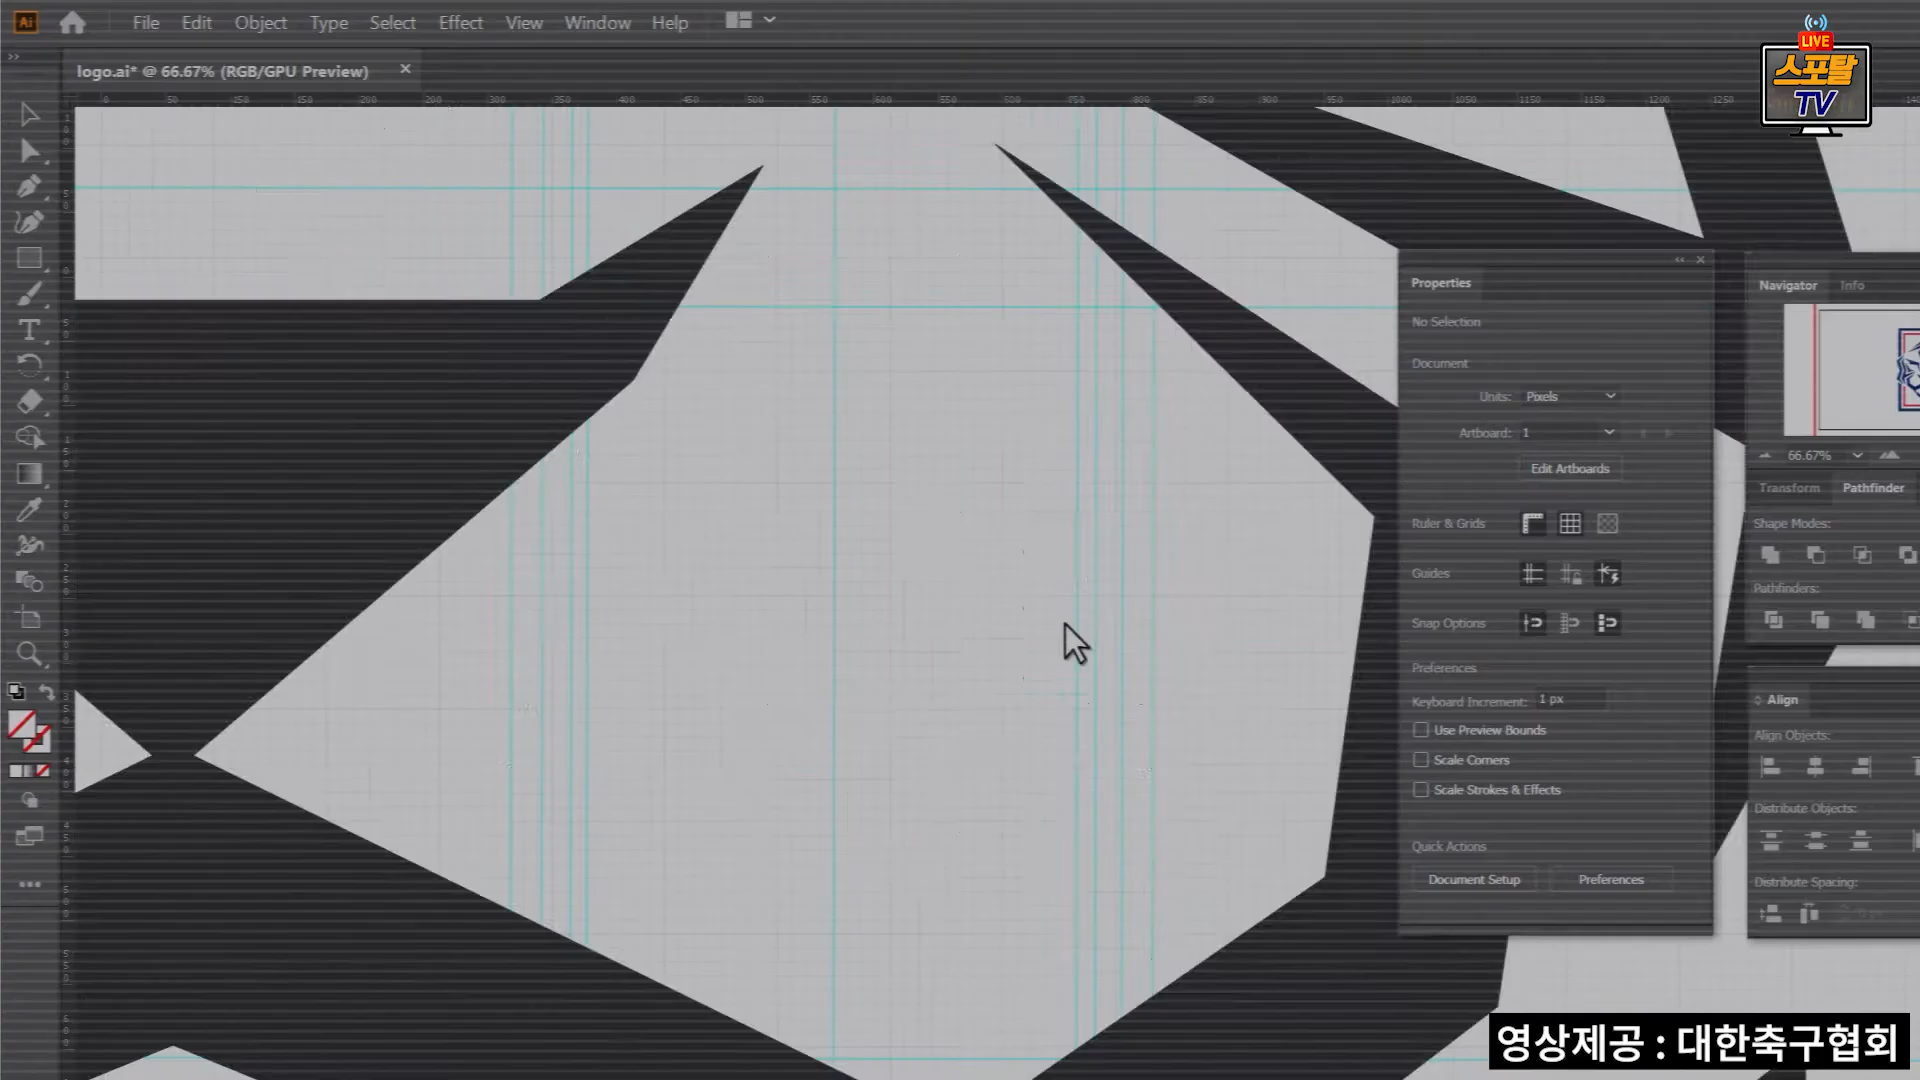 Ai
File Edit Object Type Select Effect View Window Help
LIVE
스포탈
TV
logo.ai* @ 66.67% (RGB/GPU Preview)
Properties
No Selection
Document
Units: Pixels
Artboard: 1
Edit Artboards
Ruler & Grids
Guides
Snap Options
Preferences
Keyboard Increment: 1 px
Use Preview Bounds
Scale Corners
Scale Strokes & Effects
Quick Actions
Document Setup Preferences
Navigator Info
66.67%
Transform Pathfinder
Shape Modes:
Pathfinders:
Align
Align Objects:
Distribute Objects:
Distribute Spacing:
영상제공 : 대한축구협회